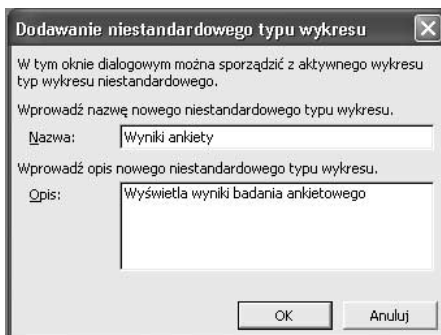 Dodawanie niestandardowego typu wykresu
W tym oknie dialogowym można sporządzić z aktywnego wykresu
typ wykresu niestandardowego.
Wprowadź nazwę nowego niestandardowego typu wykresu.
Nazwa: Wyniki ankiety
Wprowadź opis nowego niestandardowego typu wykresu.
Opis: Wyświetla wyniki badania ankietowego
OK Anuluj